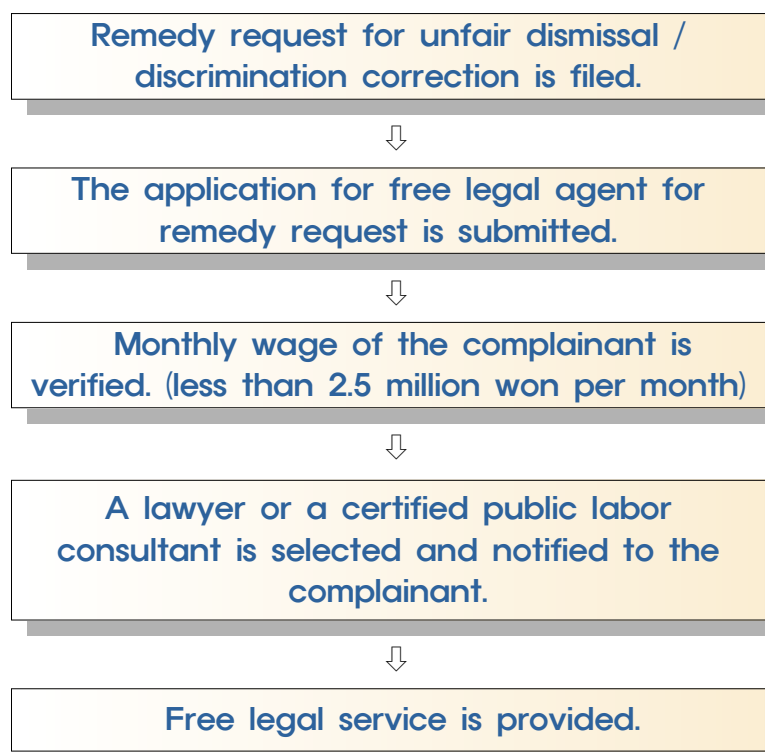 Remedy request for unfair dismissal /
discrimination correction is filed.
⇩
The application for free legal agent for
remedy request is submitted.
⇩
Monthly wage of the complainant is
verified. (less than 2.5 million won per month)
⇩
A lawyer or a certified public labor
consultant is selected and notified to the
complainant.
⇩
Free legal service is provided.